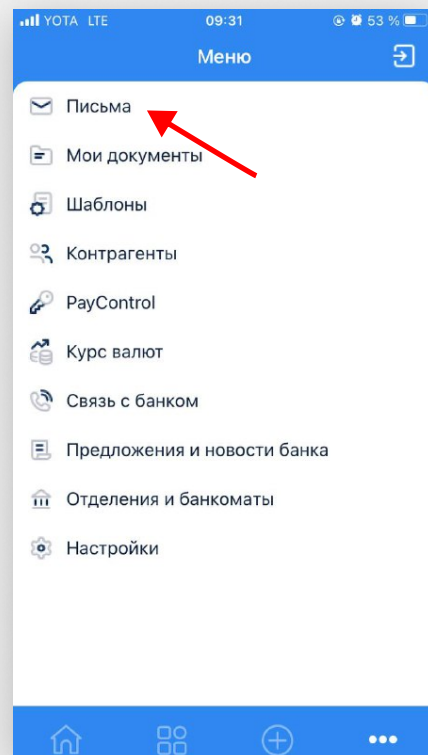 YOTA LTE 09:31 53 %
Меню
Письма
Мои документы
Шаблоны
Контрагенты
PayControl
Курс валют
Связь с банком
Предложения и новости банка
Отделения и банкоматы
Настройки